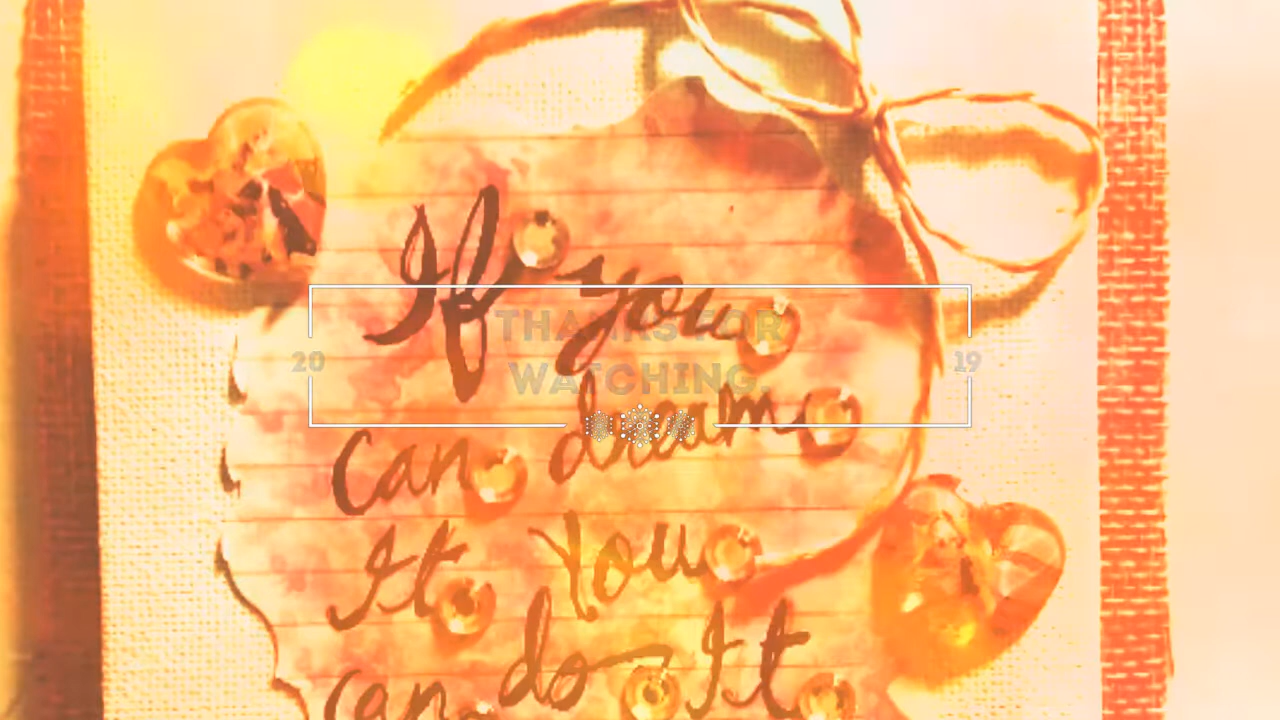 If you
THANKS FOR
20
19
WATCHING.
dream
can
It You
can do It